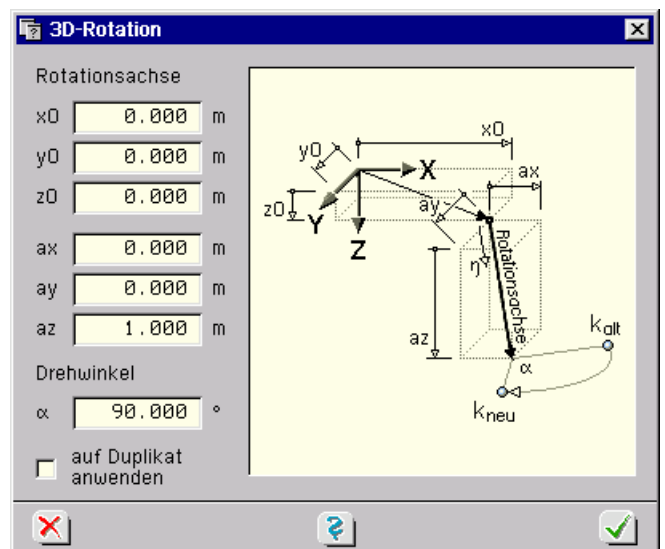 3D-Rotation
Rotationsachse
x0 0.000 m
y0 0.000 m
z0 0.000 m
ax 0.000 m
ay 0.000 m
az 1.000 m
Drehwinkel
α 90.000 °
auf Duplikat
anwenden
x0
y0
X
ax
z0
Y
ay
Z
η
Rotationsachse
az
kalt
α
kneu